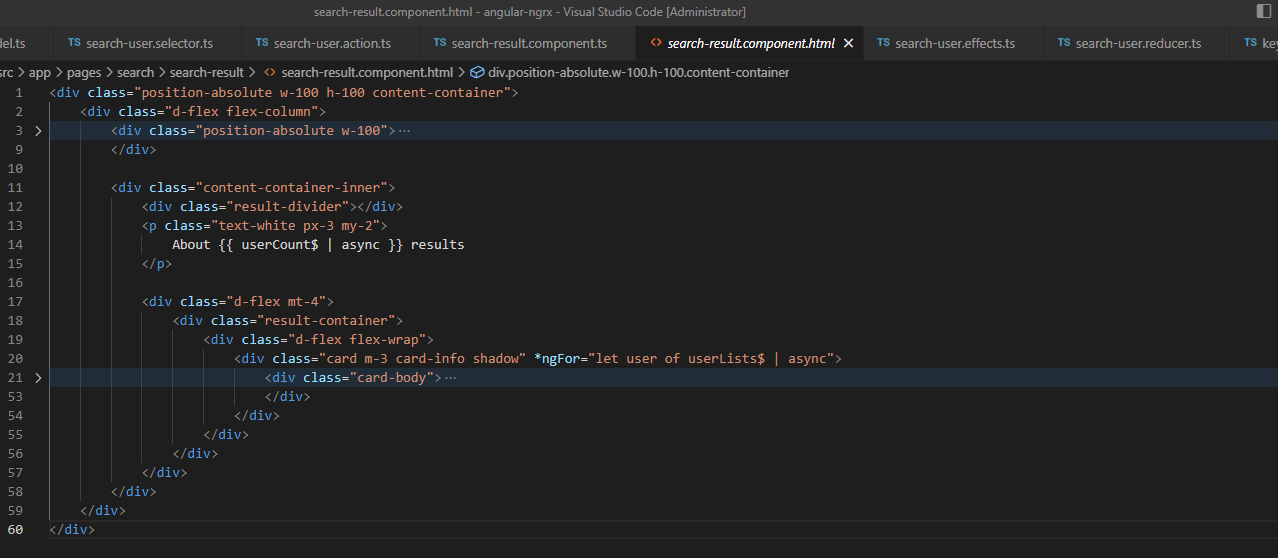 search-result.component.html - angular-ngrx - Visual Studio Code [Administrator]
del.ts TS search-user.selector.ts TS search-user.action.ts TS search-result.component.ts <> search-result.component.html × TS search-user.effects.ts TS search-user.reducer.ts TS key
src > app > pages > search > search-result > <> search-result.component.html > div.position-absolute.w-100.h-100.content-container
1 <div class="position-absolute w-100 h-100 content-container">
2 <div class="d-flex flex-column">
3 > <div class="position-absolute w-100">···
9 </div>
10
11 <div class="content-container-inner">
12 <div class="result-divider"></div>
13 <p class="text-white px-3 my-2">
14 About {{ userCount$ | async }} results
15 </p>
16
17 <div class="d-flex mt-4">
18 <div class="result-container">
19 <div class="d-flex flex-wrap">
20 <div class="card m-3 card-info shadow" *ngFor="let user of userLists$ | async">
21 > <div class="card-body">···
53 </div>
54 </div>
55 </div>
56 </div>
57 </div>
58 </div>
59 </div>
60 </div>